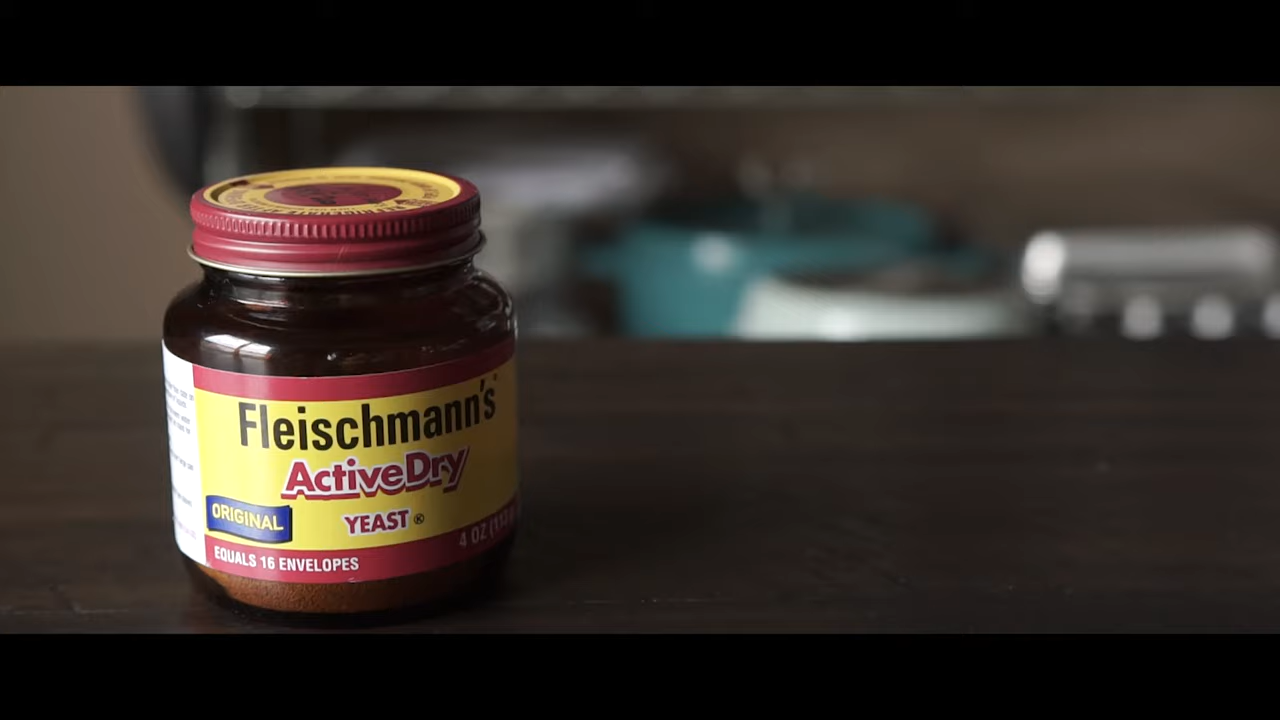 Fleischmann's
ActiveDry
ORIGINAL
YEAST ®
4 OZ
EQUALS 16 ENVELOPES